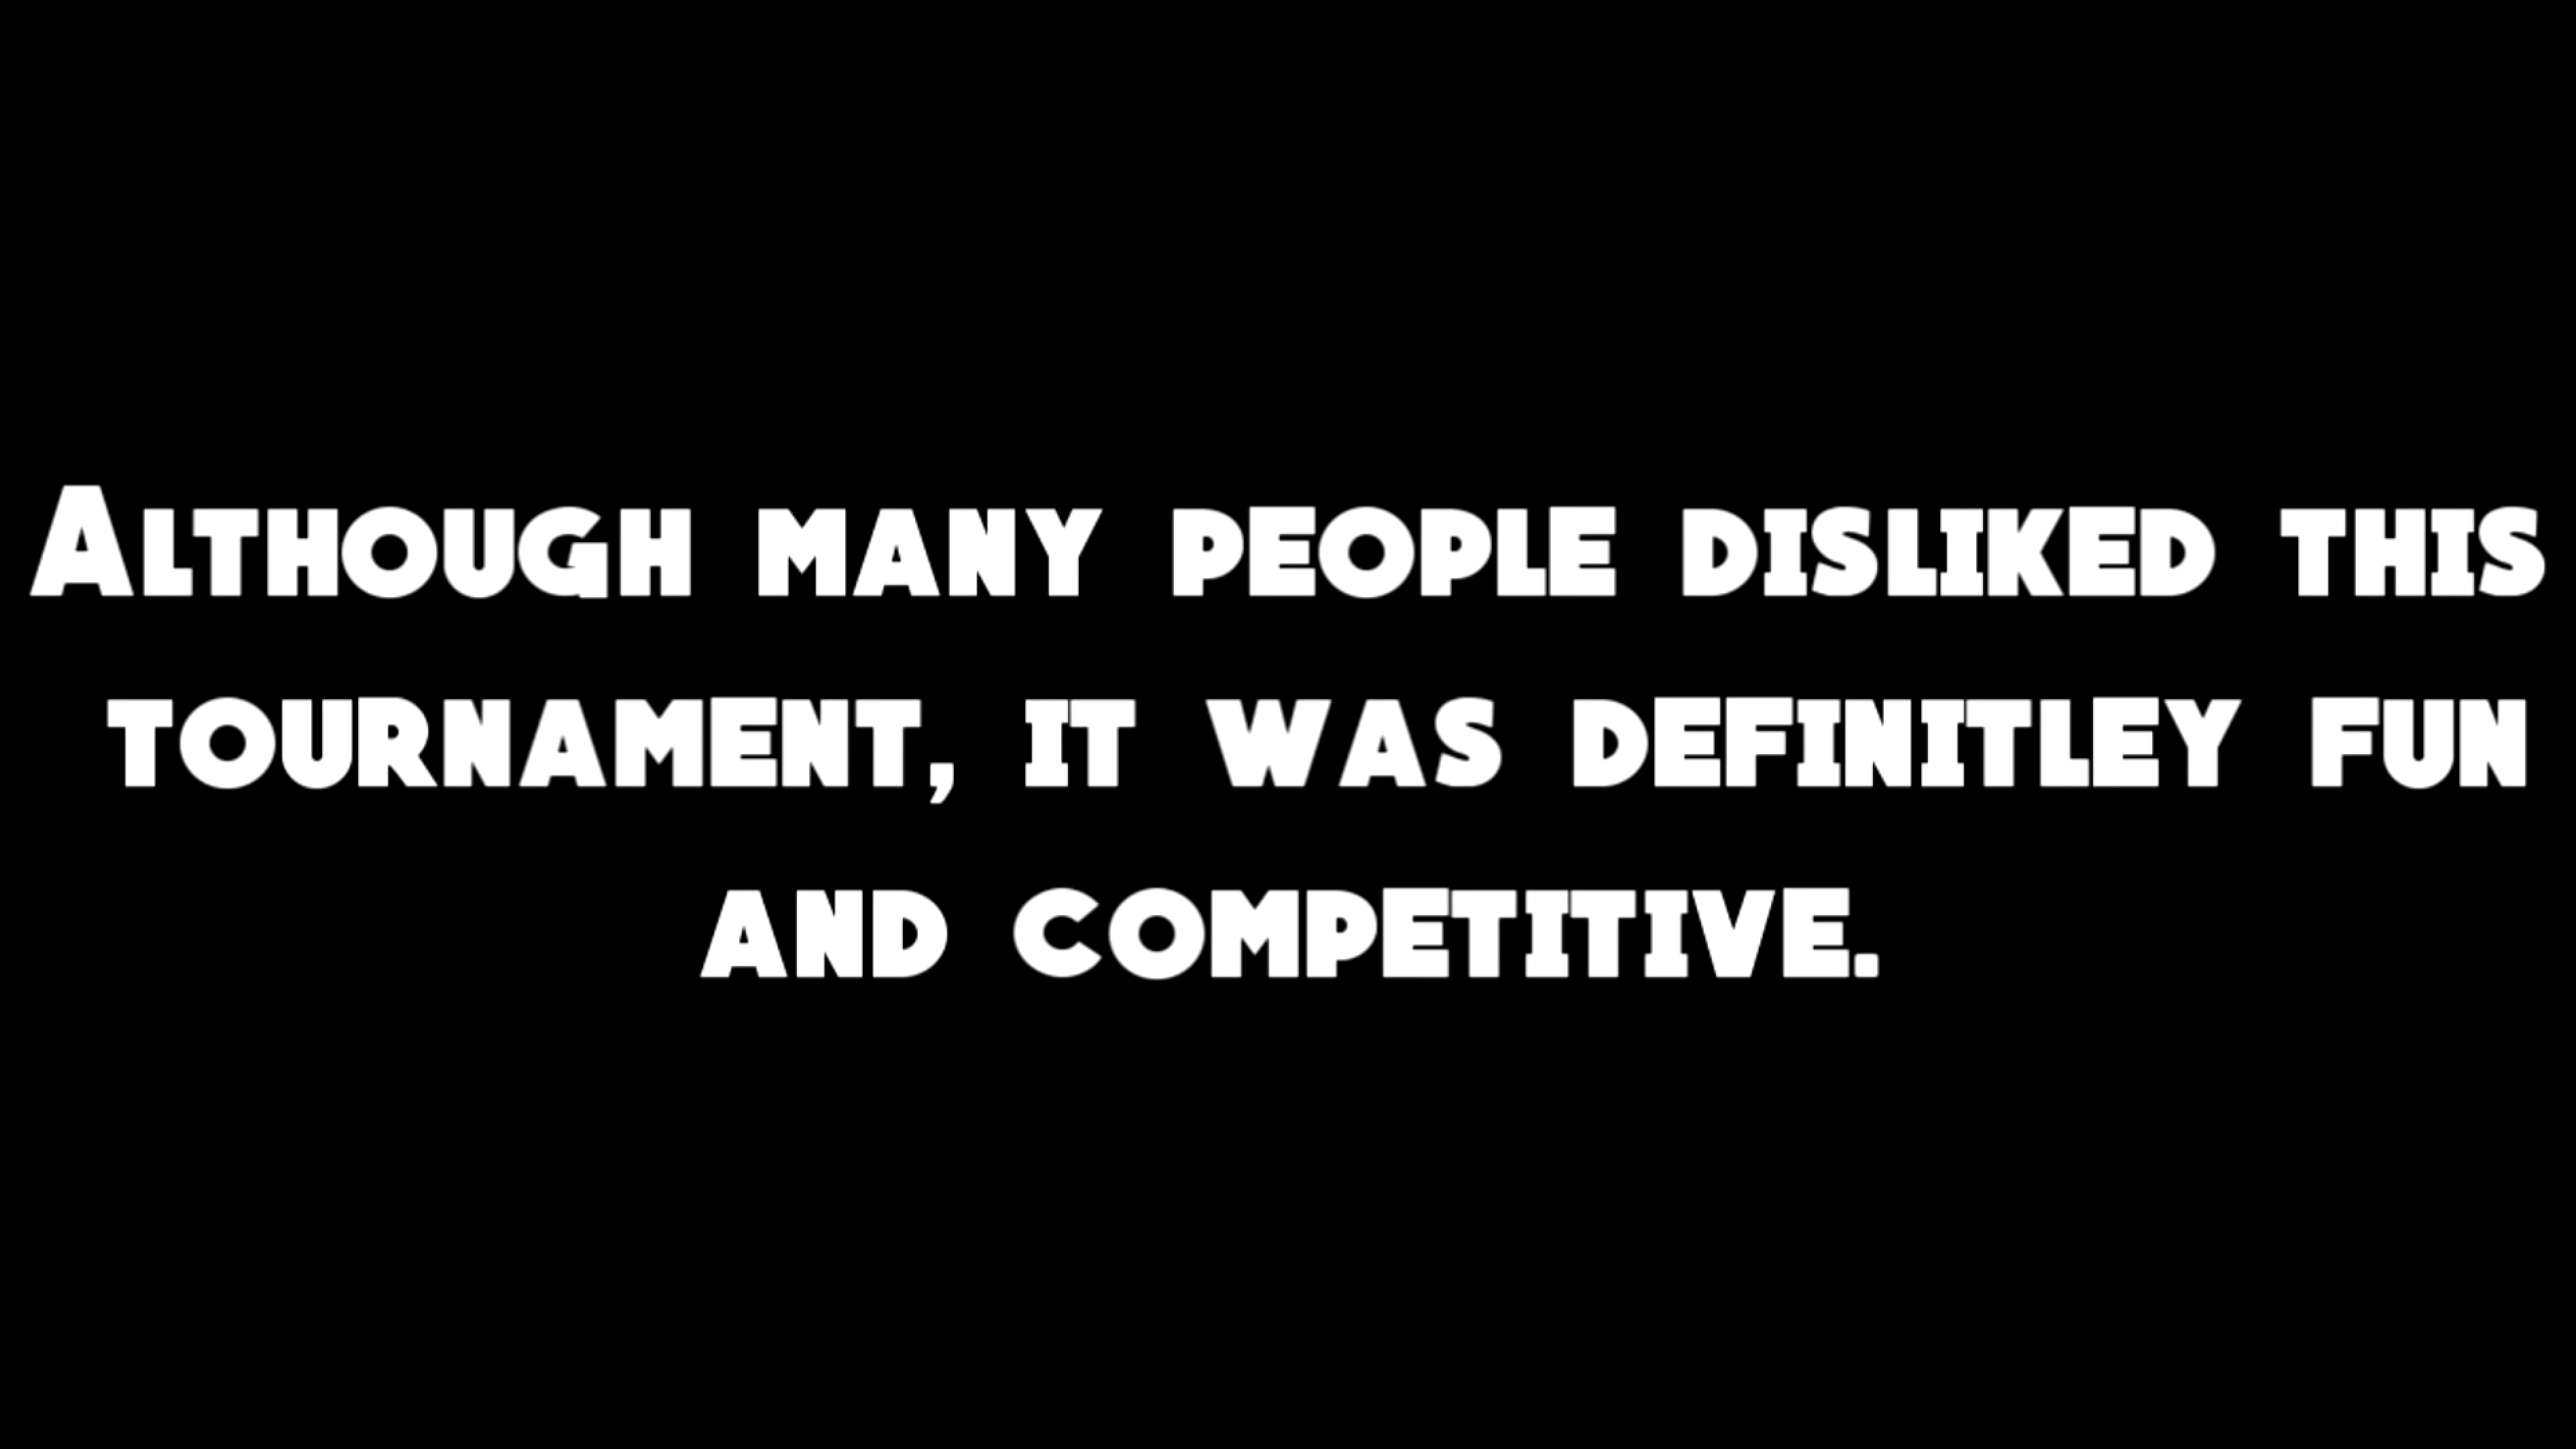 Although many people disliked this
tournament, it was definitley fun
and competitive.